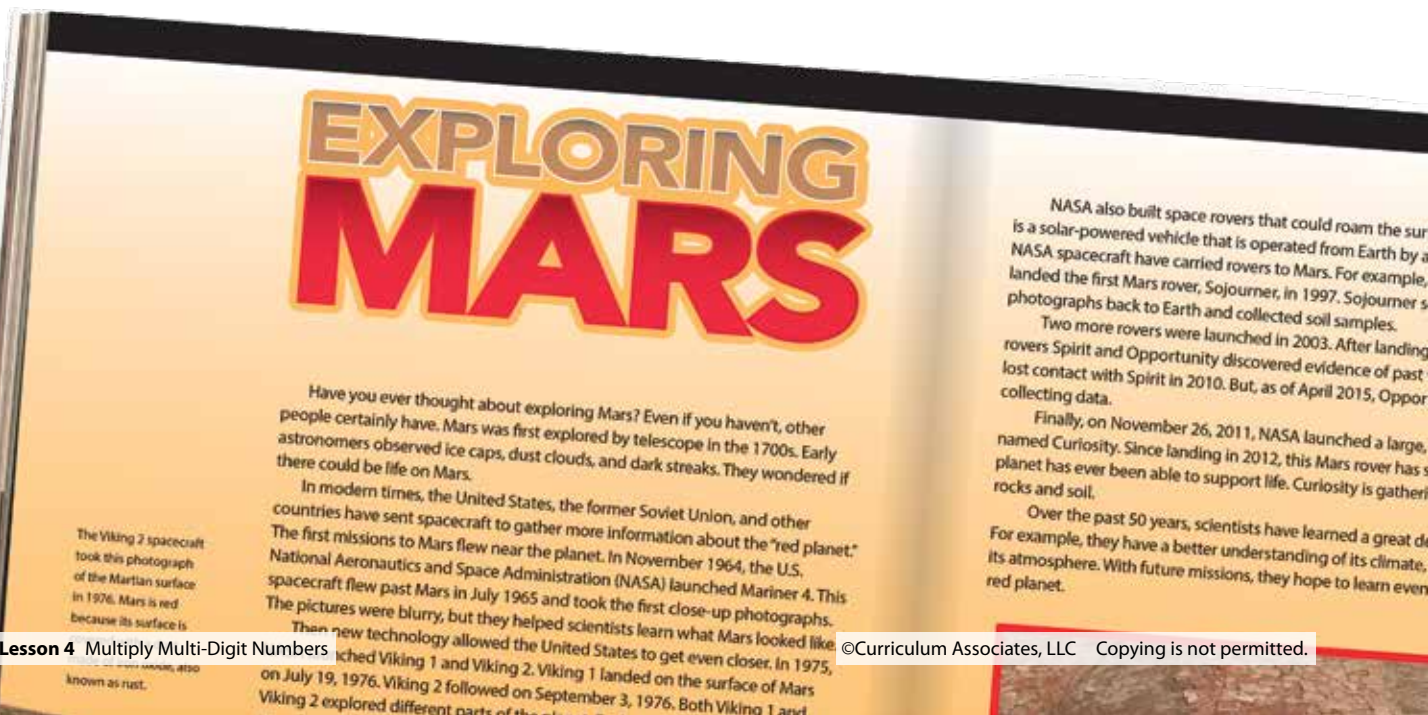 EXPLORING
MARS
Have you ever thought about exploring Mars? Even if you haven't, other
people certainly have. Mars was first explored by telescope in the 1700s. Early
astronomers observed ice caps, dust clouds, and dark streaks. They wondered if
there could be life on Mars.
In modern times, the United States, the former Soviet Union, and other
countries have sent spacecraft to gather more information about the "red planet."
The first missions to Mars flew near the planet. In November 1964, the U.S.
National Aeronautics and Space Administration (NASA) launched Mariner 4. This
spacecraft flew past Mars in July 1965 and took the first close-up photographs.
The pictures were blurry, but they helped scientists learn what Mars looked like.
Then new technology allowed the United States to get even closer. In 1975,
Viking 1 and Viking 2. Viking 1 landed on the surface of Mars
on July 19, 1976. Viking 2 followed on September 3, 1976. Both Viking 1 and
Viking 2 explored different parts of the
The Viking 2 spacecraft
took this photograph
of the Martian surface
in 1976. Mars is red
because its surface is
also
known as rust.
NASA also built space rovers that could roam the sur
is a solar-powered vehicle that is operated from Earth by a
NASA spacecraft have carried rovers to Mars. For example,
landed the first Mars rover, Sojourner, in 1997. Sojourner s
photographs back to Earth and collected soil samples.
Two more rovers were launched in 2003. After landing
rovers Spirit and Opportunity discovered evidence of past
lost contact with Spirit in 2010. But, as of April 2015, Oppor
collecting data.
Finally, on November 26, 2011, NASA launched a large,
named Curiosity. Since landing in 2012, this Mars rover has s
planet has ever been able to support life. Curiosity is gatheri
rocks and soil.
Over the past 50 years, scientists have learned a great de
For example, they have a better understanding of its climate,
its atmosphere. With future missions, they hope to learn even
red planet.
Lesson 4 Multiply Multi-Digit Numbers
©Curriculum Associates, LLC Copying is not permitted.